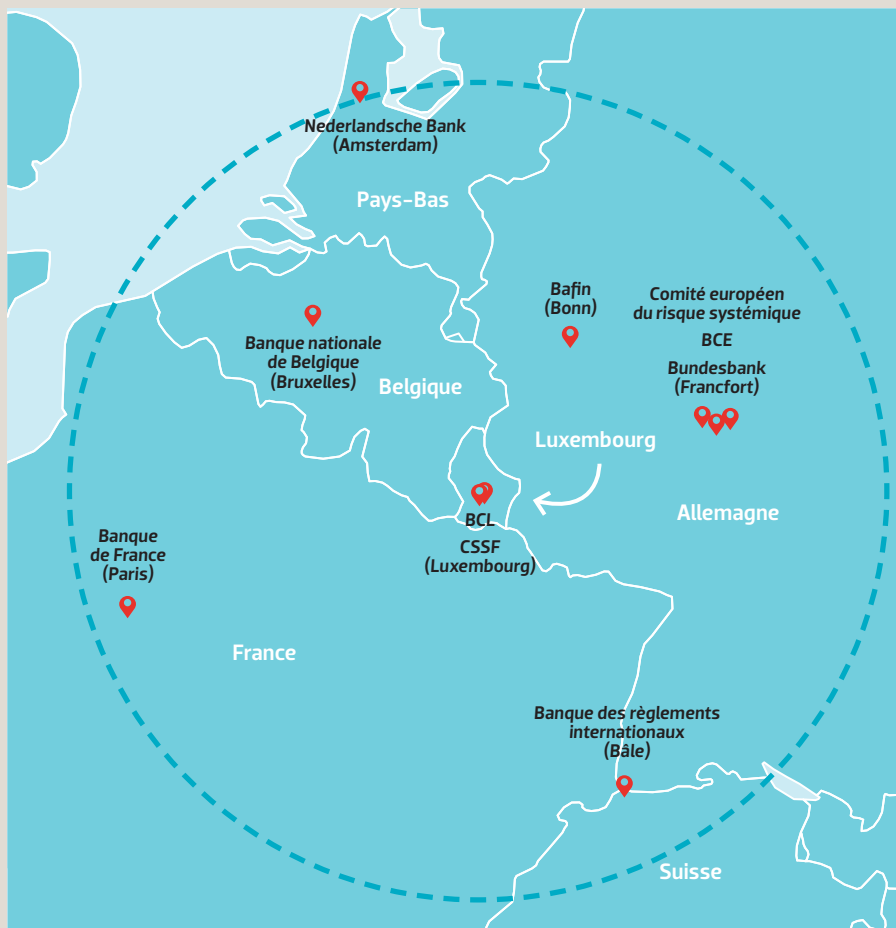 Nederlandsche Bank
(Amsterdam)
Pays-Bas
Bafin
(Bonn)
Comité européen
du risque systémique
BCE
Bundesbank
(Francfort)
Banque nationale
de Belgique
(Bruxelles)
Belgique
Luxembourg
BCL
CSSF
(Luxembourg)
Allemagne
Banque
de France
(Paris)
France
Banque des règlements
internationaux
(Bâle)
Suisse